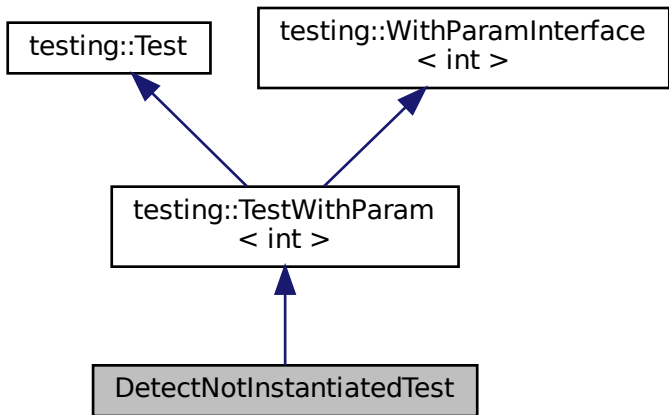 testing::Test
testing::WithParamInterface
< int >
testing::TestWithParam
< int >
DetectNotInstantiatedTest